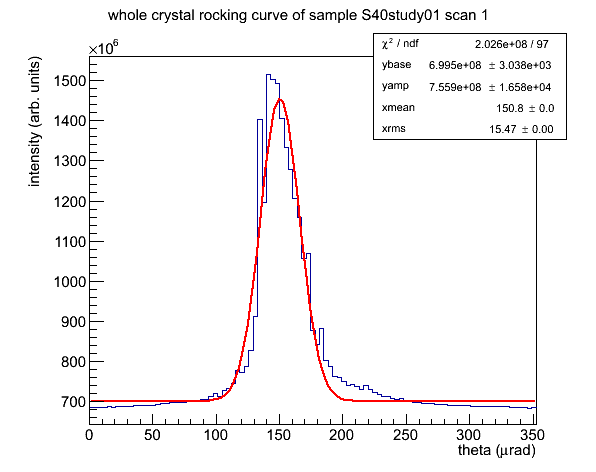 whole crystal rocking curve of sample S40study01 scan 1
×10⁶
χ² / ndf 2.026e+08 / 97
ybase 6.995e+08 ± 3.038e+03
yamp 7.559e+08 ± 1.658e+04
xmean 150.8 ± 0.0
xrms 15.47 ± 0.00
intensity (arb. units)
1500
1400
1300
1200
1100
1000
900
800
700
0 50 100 150 200 250 300 350
theta (μrad)